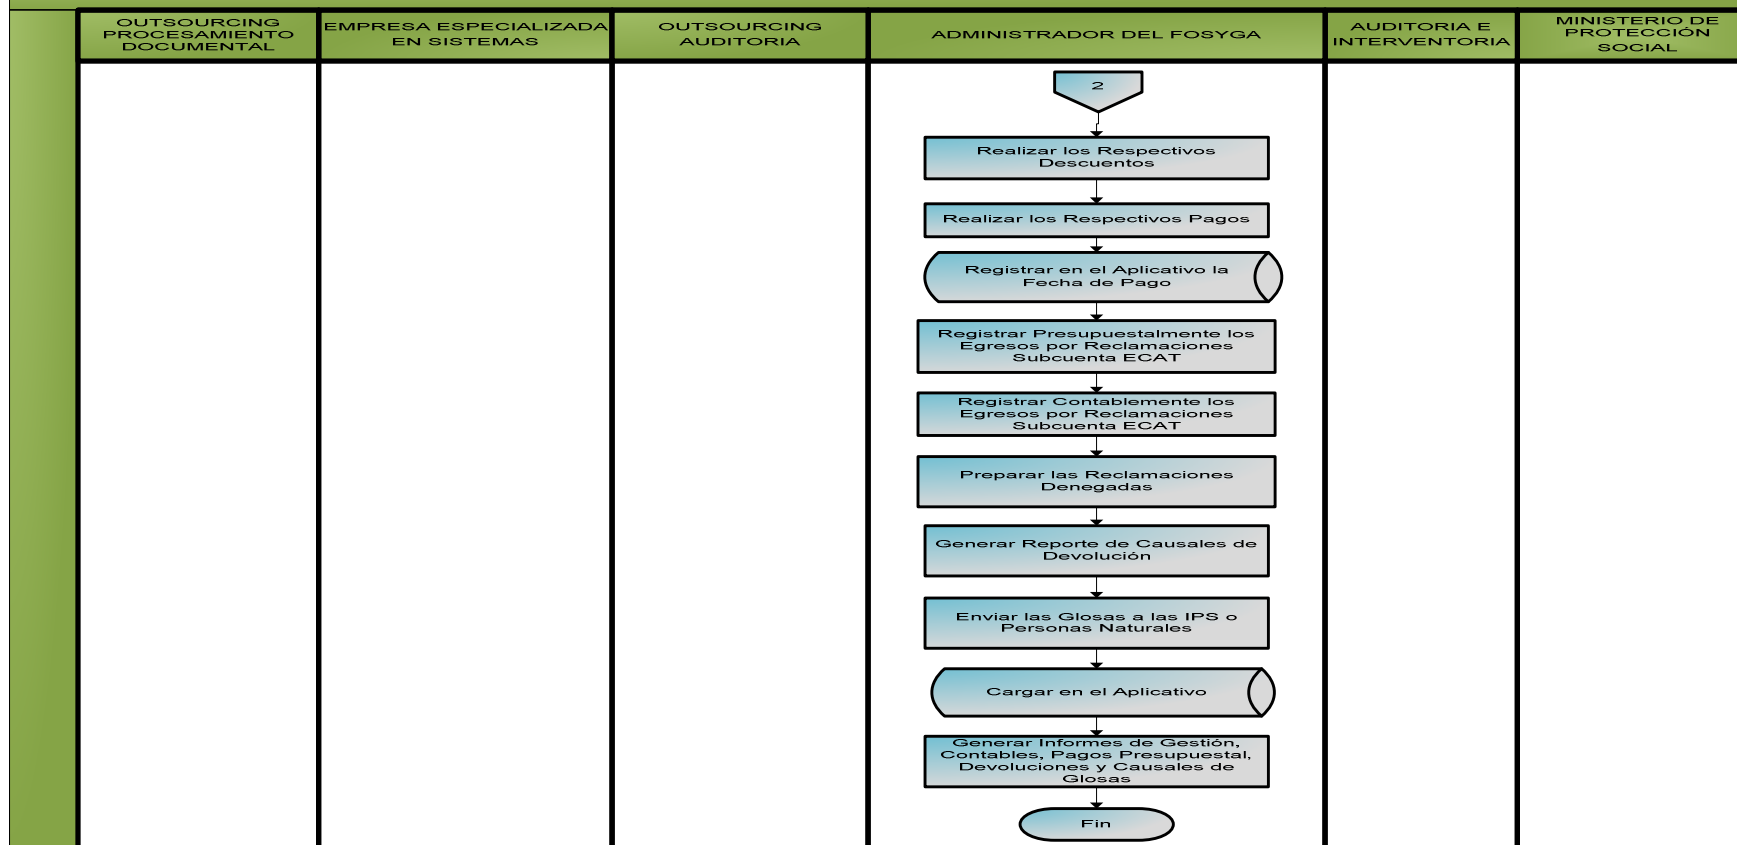 OUTSOURCING
PROCESAMIENTO
DOCUMENTAL
EMPRESA ESPECIALIZADA
EN SISTEMAS
OUTSOURCING
AUDITORIA
ADMINISTRADOR DEL FOSYGA
AUDITORIA E
INTERVENTORIA
MINISTERIO DE
PROTECCIÓN
SOCIAL
2
Realizar los Respectivos
Descuentos
Realizar los Respectivos Pagos
Registrar en el Aplicativo la
Fecha de Pago
Registrar Presupuestalmente los
Egresos por Reclamaciones
Subcuenta ECAT
Registrar Contablemente los
Egresos por Reclamaciones
Subcuenta ECAT
Preparar las Reclamaciones
Denegadas
Generar Reporte de Causales de
Devolución
Enviar las Glosas a las IPS o
Personas Naturales
Cargar en el Aplicativo
Generar Informes de Gestión,
Contables, Pagos Presupuestal,
Devoluciones y Causales de
Glosas
Fin